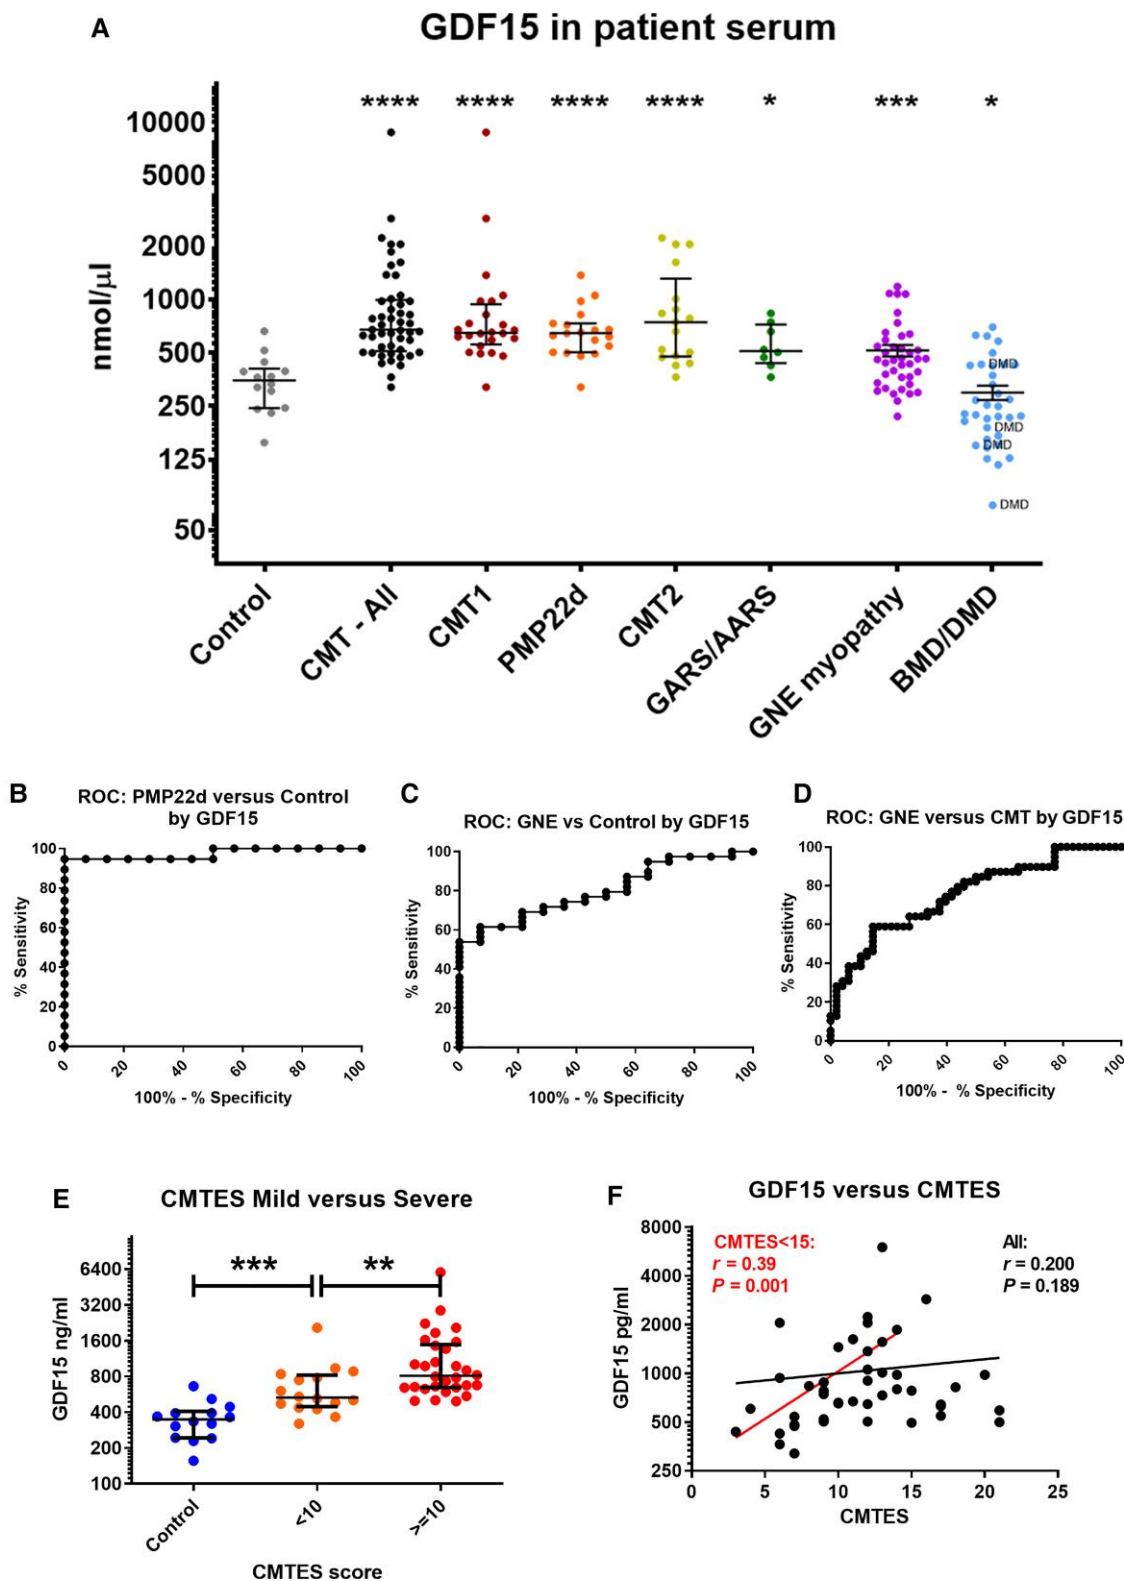 A
GDF15 in patient serum
**** **** **** **** * *** *
nmol/µl
10000
5000
2000
1000
500
250
125
50
DMD
DMD
DMD
DMD
Control
CMT - All
CMT1
PMP22d
CMT2
GARS/AARS
GNE myopathy
BMD/DMD
B
ROC: PMP22d versus Control
by GDF15
% Sensitivity
100
80
60
40
20
0
0 20 40 60 80 100
100% - % Specificity
C
ROC: GNE vs Control by GDF15
% Sensitivity
100
80
60
40
20
0
0 20 40 60 80 100
100% - % Specificity
D
ROC: GNE versus CMT by GDF15
% Sensitivity
100
80
60
40
20
0
0 20 40 60 80 100
100% - % Specificity
E
CMTES Mild versus Severe
*** **
GDF15 ng/ml
6400
3200
1600
800
400
200
100
Control
<10
>=10
CMTES score
F
GDF15 versus CMTES
GDF15 pg/ml
8000
4000
2000
1000
500
250
CMTES<15:
r = 0.39
P = 0.001
All:
r = 0.200
P = 0.189
0 5 10 15 20 25
CMTES